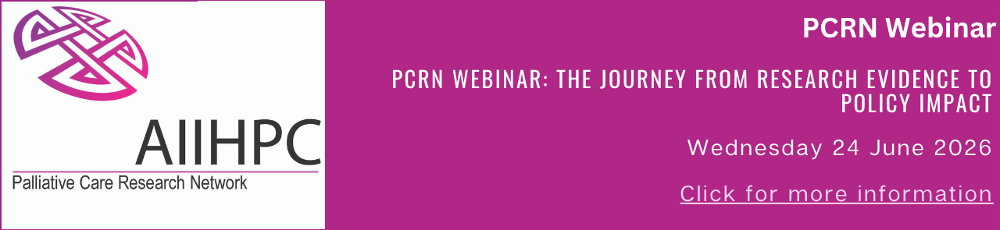 AIIHPC
Palliative Care Research Network
PCRN Webinar
PCRN WEBINAR: THE JOURNEY FROM RESEARCH EVIDENCE TO
POLICY IMPACT
Wednesday 24 June 2026
Click for more information